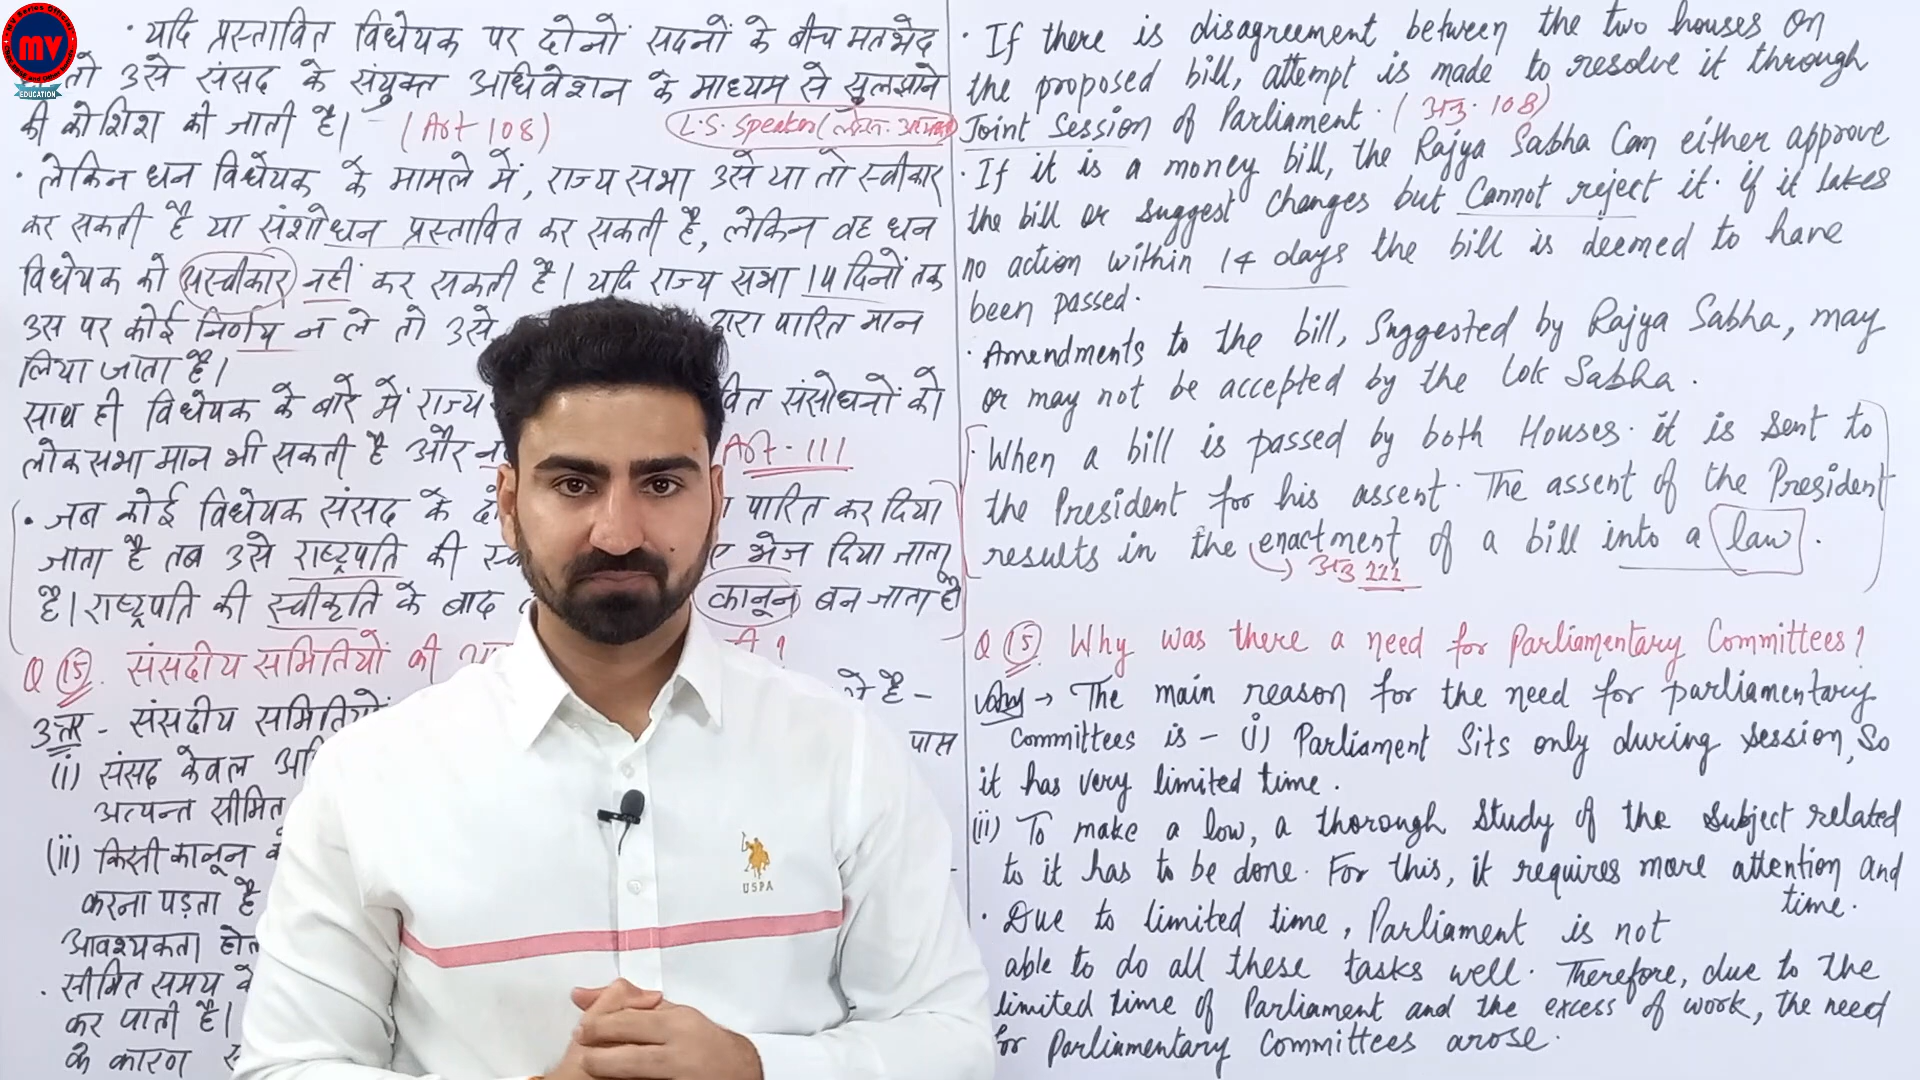 mv
EDUCATION
· यदि प्रस्तावित विधेयक पर दोनों सदनों के बीच मतभेद
तो उसे संसद के संयुक्त अधिवेशन के माध्यम से सुलझाने
की कोशिश की जाती है। - (Art-108) L.S. Speaker (लोक.
· लेकिन धन विधेयक के मामले में, राज्य सभा उसे या तो स्वीकार
कर सकती है या संशोधन प्रस्तावित कर सकती है, लेकिन वह धन
विधेयक को अस्वीकार नहीं कर सकती है। यदि राज्य सभा 14 दिनों तक
उस पर कोई निर्णय न ले तो उसे द्वारा पारित मान
लिया जाता है।
साथ ही विधेयक के बारे में राज्य संसोधनों को
लोकसभा मान भी सकती है और Art-111
· जब कोई विधेयक संसद के पारित कर दिया
जाता है तब उसे राष्ट्रपति की भेज दिया जाता
है। राष्ट्रपति की स्वीकृति के बाद कानून बन जाता है
Q (15). संसदीय समितियों की
उत्तर - संसदीय समितियों है -
(i) संसद केवल पास
अत्यन्त सीमित
(ii) किसी कानून
करना पड़ता है
आवश्यकता
· सीमित समय
कर पाती है।
के कारण
· If there is disagreement between the two houses on
the proposed bill, attempt is made to resolve it through
Joint Session of Parliament. (अनु. 108)
· If it is a money bill, the Rajya Sabha Can either approve
the bill or suggest changes but Cannot reject it. if it takes
no action within 14 days the bill is deemed to have
been passed.
· Amendments to the bill, Suggested by Rajya Sabha, may
or may not be accepted by the lok Sabha.
· When a bill is passed by both Houses. it is sent to
the President for his assent. The assent of the President
results in the enactment of a bill into a law.
अनु 111
Q (15) Why was there a need for Parliamentary Committees?
Ans → The main reason for the need for parliamentary
Committees is - (i) Parliament Sits only during session, So
it has very limited time.
(ii) To make a low, a thorough Study of the subject related
to it has to be done. For this, it requires more attention and
time.
· Due to limited time, Parliament is not
able to do all these tasks well. Therefore, due to the
limited time of Parliament and the excess of work, the need
for Parliamentary Committees arose.
USPA